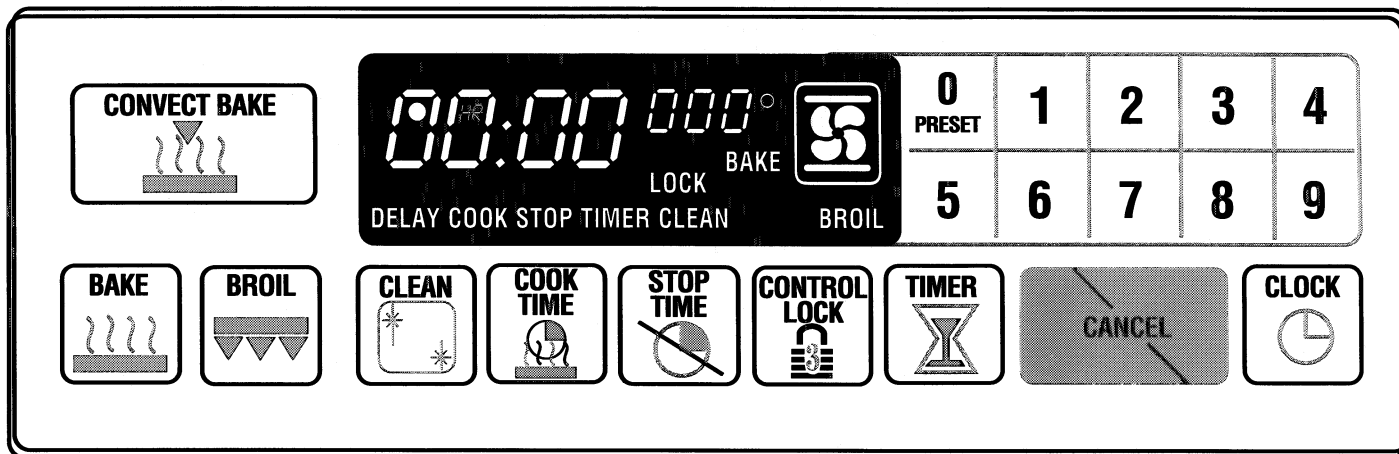 CONVECT BAKE
00:00 000°
HR
BAKE
LOCK
DELAY COOK STOP TIMER CLEAN BROIL
0 1 2 3 4
PRESET
5 6 7 8 9
BAKE
BROIL
CLEAN
COOK
TIME
STOP
TIME
CONTROL
LOCK
3
TIMER
CANCEL
CLOCK